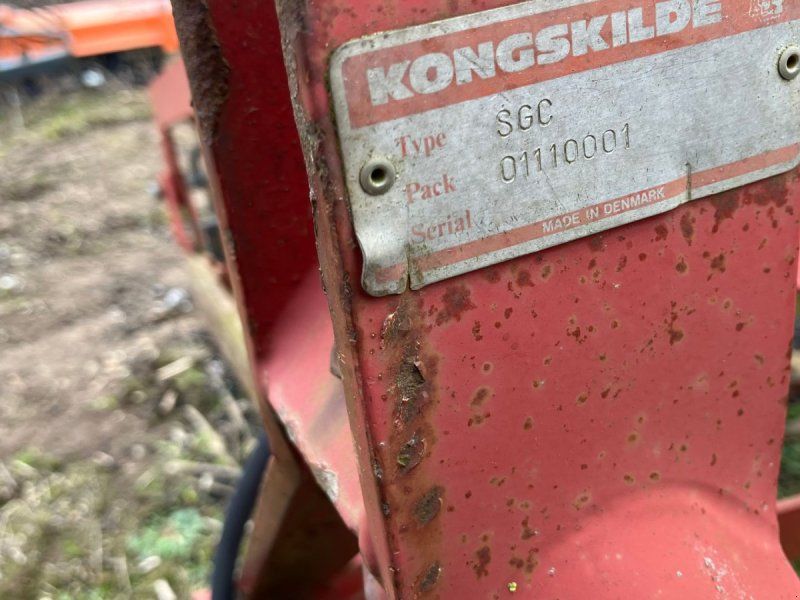 KONGSKILDE
Type SGC
Pack 01110001
Serial
MADE IN DENMARK